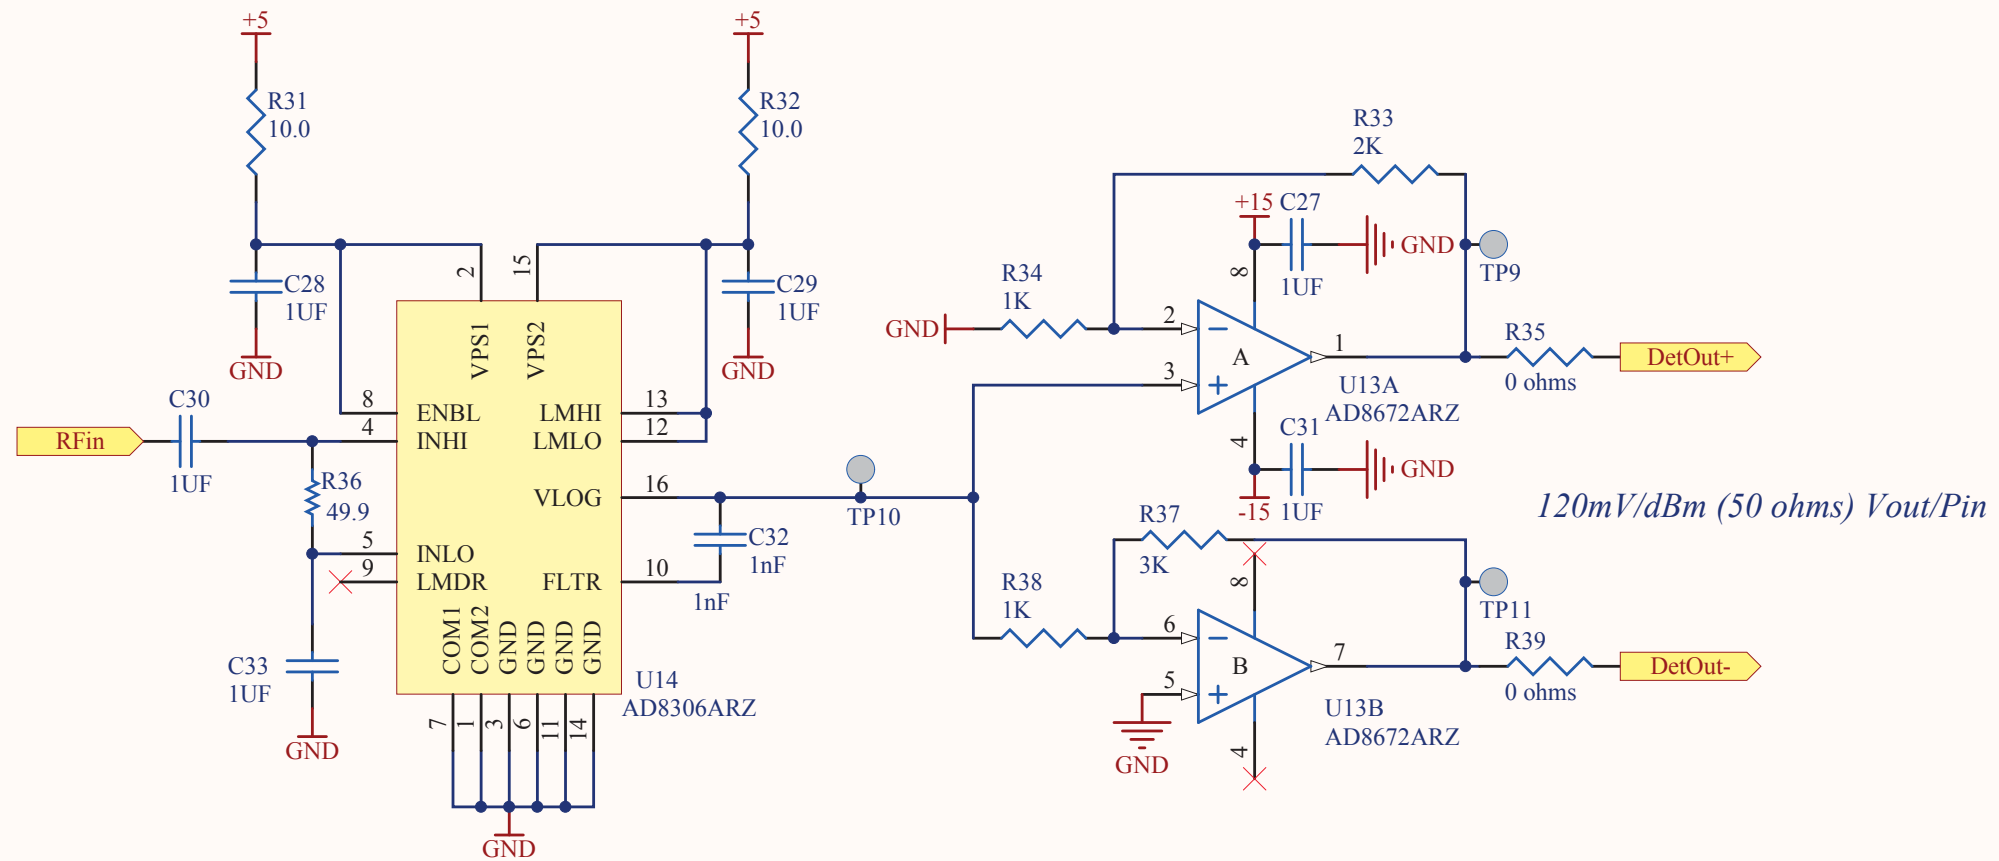 +5
+5
R31
10.0
R32
10.0
R33
2K
+15
C27
1UF
GND
TP9
8
2
15
C28
1UF
C29
1UF
GND
GND
VPS1
VPS2
R34
1K
GND
2
3
A
1
U13A
AD8672ARZ
R35
0 ohms
DetOut+
C30
1UF
RFin
8
ENBL
4
INHI
LMHI
13
LMLO
12
R36
49.9
VLOG
16
5
INLO
9
LMDR
FLTR
10
TP10
C32
1nF
1nF
4
C31
1UF
GND
-15
120mV/dBm (50 ohms) Vout/Pin
R37
3K
R38
1K
8
TP11
6
5
B
7
R39
0 ohms
DetOut-
U13B
AD8672ARZ
4
GND
C33
1UF
GND
COM1
COM2
GND
GND
GND
GND
U14
AD8306ARZ
7
1
3
6
11
14
GND